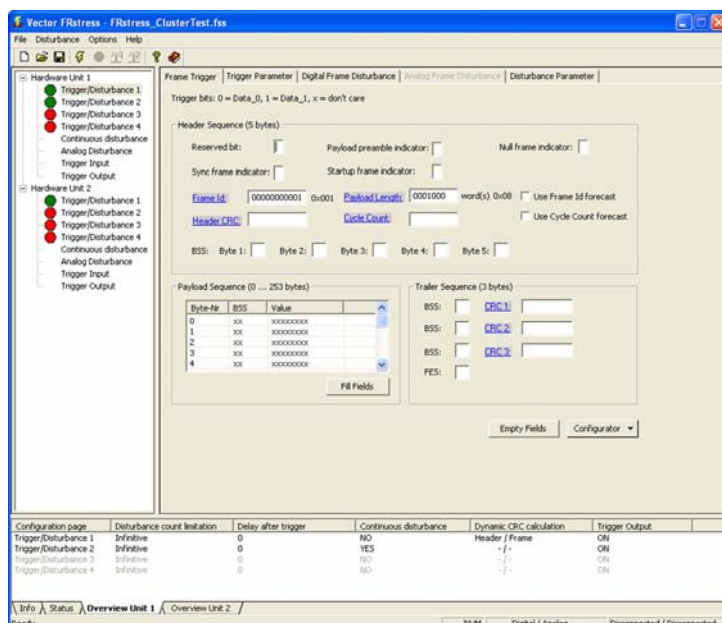 Vector FRstress - FRstress_ClusterTest.fss
File Disturbance Options Help
Hardware Unit 1
Trigger/Disturbance 1
Trigger/Disturbance 2
Trigger/Disturbance 3
Trigger/Disturbance 4
Continuous disturbance
Analog Disturbance
Trigger Input
Trigger Output
Hardware Unit 2
Trigger/Disturbance 1
Trigger/Disturbance 2
Trigger/Disturbance 3
Trigger/Disturbance 4
Continuous disturbance
Analog Disturbance
Trigger Input
Trigger Output
Frame Trigger Trigger Parameter Digital Frame Disturbance Analog Frame Disturbance Disturbance Parameter
Trigger bits: 0 = Data_0, 1 = Data_1, x = don't care
Header Sequence (5 bytes)
Reserved bit: Payload preamble indicator: Null frame indicator:
Sync frame indicator: Startup frame indicator:
Frame Id: 00000000001 0x001 Payload Length: 0001000 word(s) 0x08 Use Frame Id forecast
Header CRC: Cycle Count: Use Cycle Count forecast
BSS: Byte 1: Byte 2: Byte 3: Byte 4: Byte 5:
Payload Sequence (0 ... 253 bytes)
Byte-Nr BSS Value
0 xx xxxxxxxx
1 xx xxxxxxxx
2 xx xxxxxxxx
3 xx xxxxxxxx
4 xx xxxxxxxx
Fill Fields
Trailer Sequence (3 bytes)
BSS: CRC 1:
BSS: CRC 2:
BSS: CRC 3:
FES:
Empty Fields Configurator
Configuration page Disturbance count limitation Delay after trigger Continuous disturbance Dynamic CRC calculation Trigger Output
Trigger/Disturbance 1 Infinitive 0 NO Header / Frame ON
Trigger/Disturbance 2 Infinitive 0 YES - / - ON
Trigger/Disturbance 3 Infinitive 0 NO - / - ON
Trigger/Disturbance 4 Infinitive 0 NO - / - ON
Info Status Overview Unit 1 Overview Unit 2
Ready NUM Digital / Analog Disconnected / Disconnected